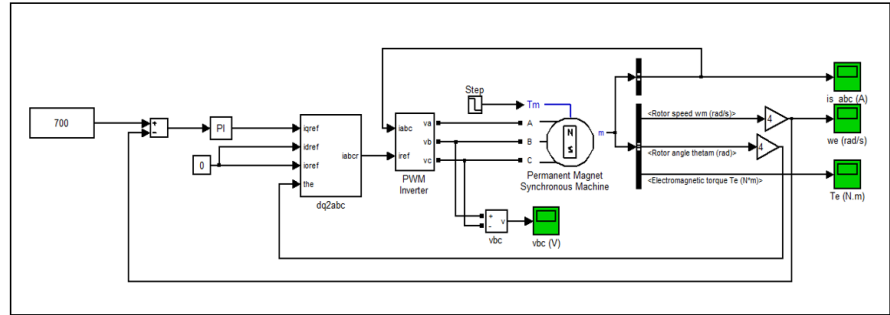 700
+
−
PI
0
iqref
idref
ioref
the
iabcr
dq2abc
iabc
iref
va
vb
vc
PWM
Inverter
Step
Tm
A
B
C
N
S
m
Permanent Magnet
Synchronous Machine
+
-
v
vbc
vbc (V)
<Rotor speed wm (rad/s)>
4
<Rotor angle thetam (rad)>
4
<Electromagnetic torque Te (N*m)>
is_abc (A)
we (rad/s)
Te (N.m)